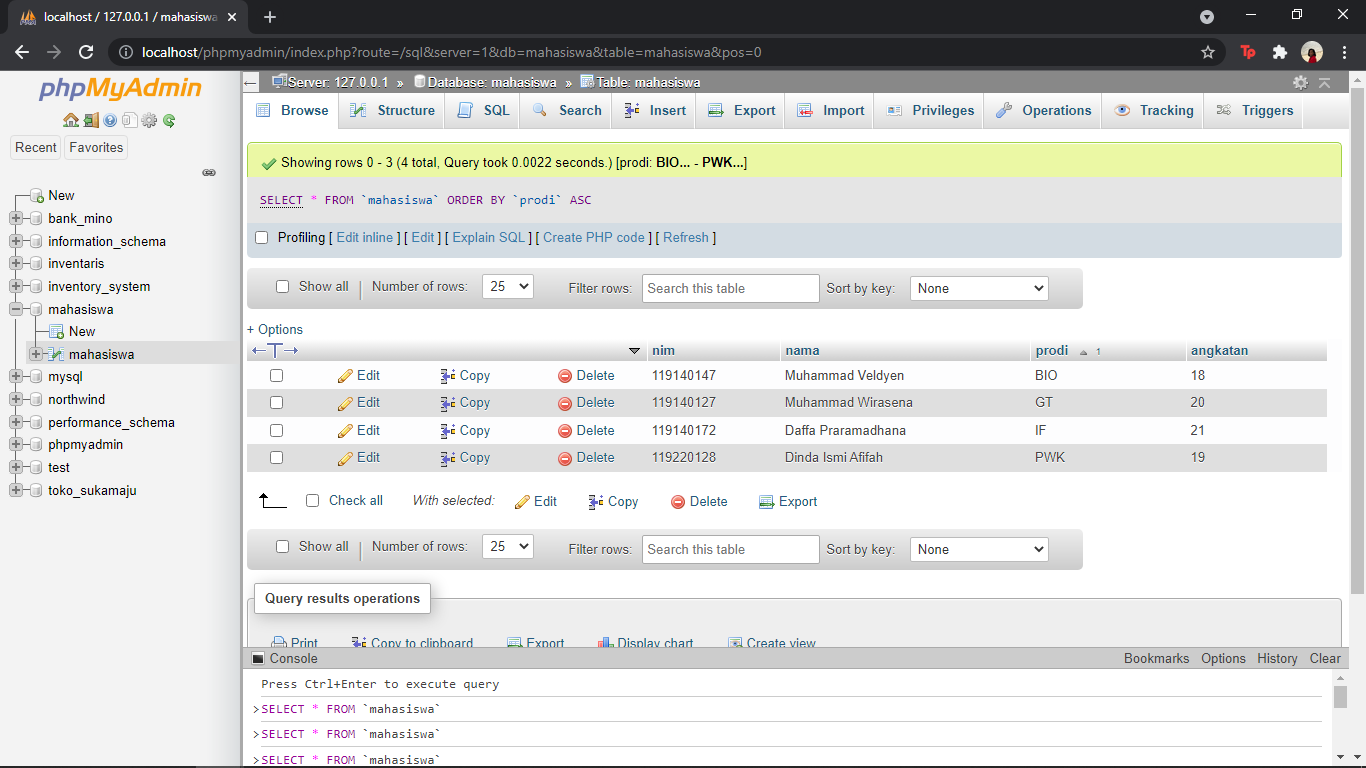 localhost / 127.0.0.1 / mahasiswa
localhost/phpmyadmin/index.php?route=/sql&server=1&db=mahasiswa&table=mahasiswa&pos=0
phpMyAdmin
Recent Favorites
New
bank_mino
information_schema
inventaris
inventory_system
mahasiswa
New
mahasiswa
mysql
northwind
performance_schema
phpmyadmin
test
toko_sukamaju
Server: 127.0.0.1 » Database: mahasiswa » Table: mahasiswa
Browse Structure SQL Search Insert Export Import Privileges Operations Tracking Triggers
Showing rows 0 - 3 (4 total, Query took 0.0022 seconds.) [prodi: BIO... - PWK...]
SELECT * FROM `mahasiswa` ORDER BY `prodi` ASC
Profiling [ Edit inline ] [ Edit ] [ Explain SQL ] [ Create PHP code ] [ Refresh ]
Show all Number of rows: 25 Filter rows: Search this table Sort by key: None
+ Options
nim nama prodi 1 angkatan
Edit Copy Delete 119140147 Muhammad Veldyen BIO 18
Edit Copy Delete 119140127 Muhammad Wirasena GT 20
Edit Copy Delete 119140172 Daffa Praramadhana IF 21
Edit Copy Delete 119220128 Dinda Ismi Afifah PWK 19
Check all With selected: Edit Copy Delete Export
Show all Number of rows: 25 Filter rows: Search this table Sort by key: None
Query results operations
Print Copy to clipboard Export Display chart Create view
Console Bookmarks Options History Clear
Press Ctrl+Enter to execute query
>SELECT * FROM `mahasiswa`
>SELECT * FROM `mahasiswa`
>SELECT * FROM `mahasiswa`